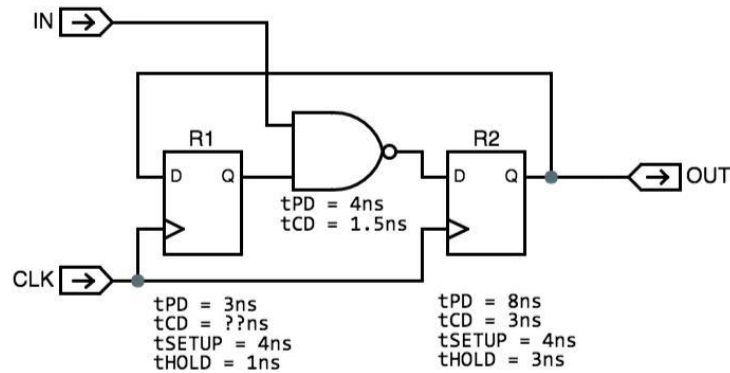 IN
R1
R2
D
Q
D
Q
OUT
tPD = 4ns
tCD = 1.5ns
CLK
tPD = 3ns
tCD = ??ns
tSETUP = 4ns
tHOLD = 1ns
tPD = 8ns
tCD = 3ns
tSETUP = 4ns
tHOLD = 3ns